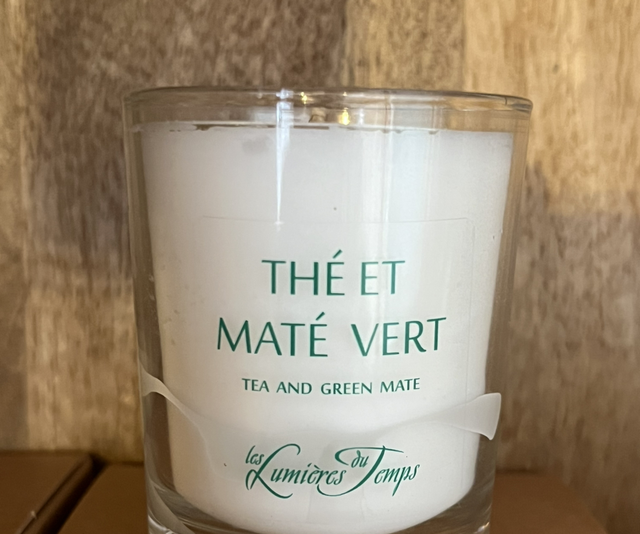 THÉ ET
MATÉ VERT
TEA AND GREEN MATE
les Lumières du Temps